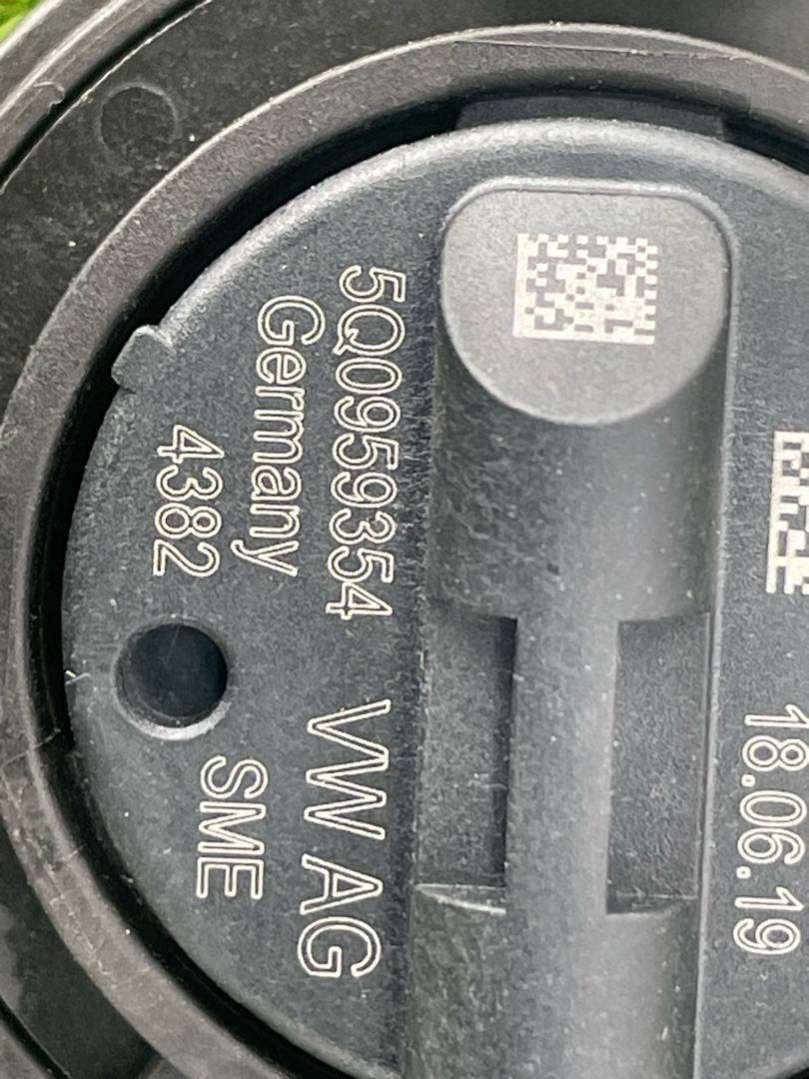 18.06.19
5Q0959354 VW AG
Germany
SME
4382